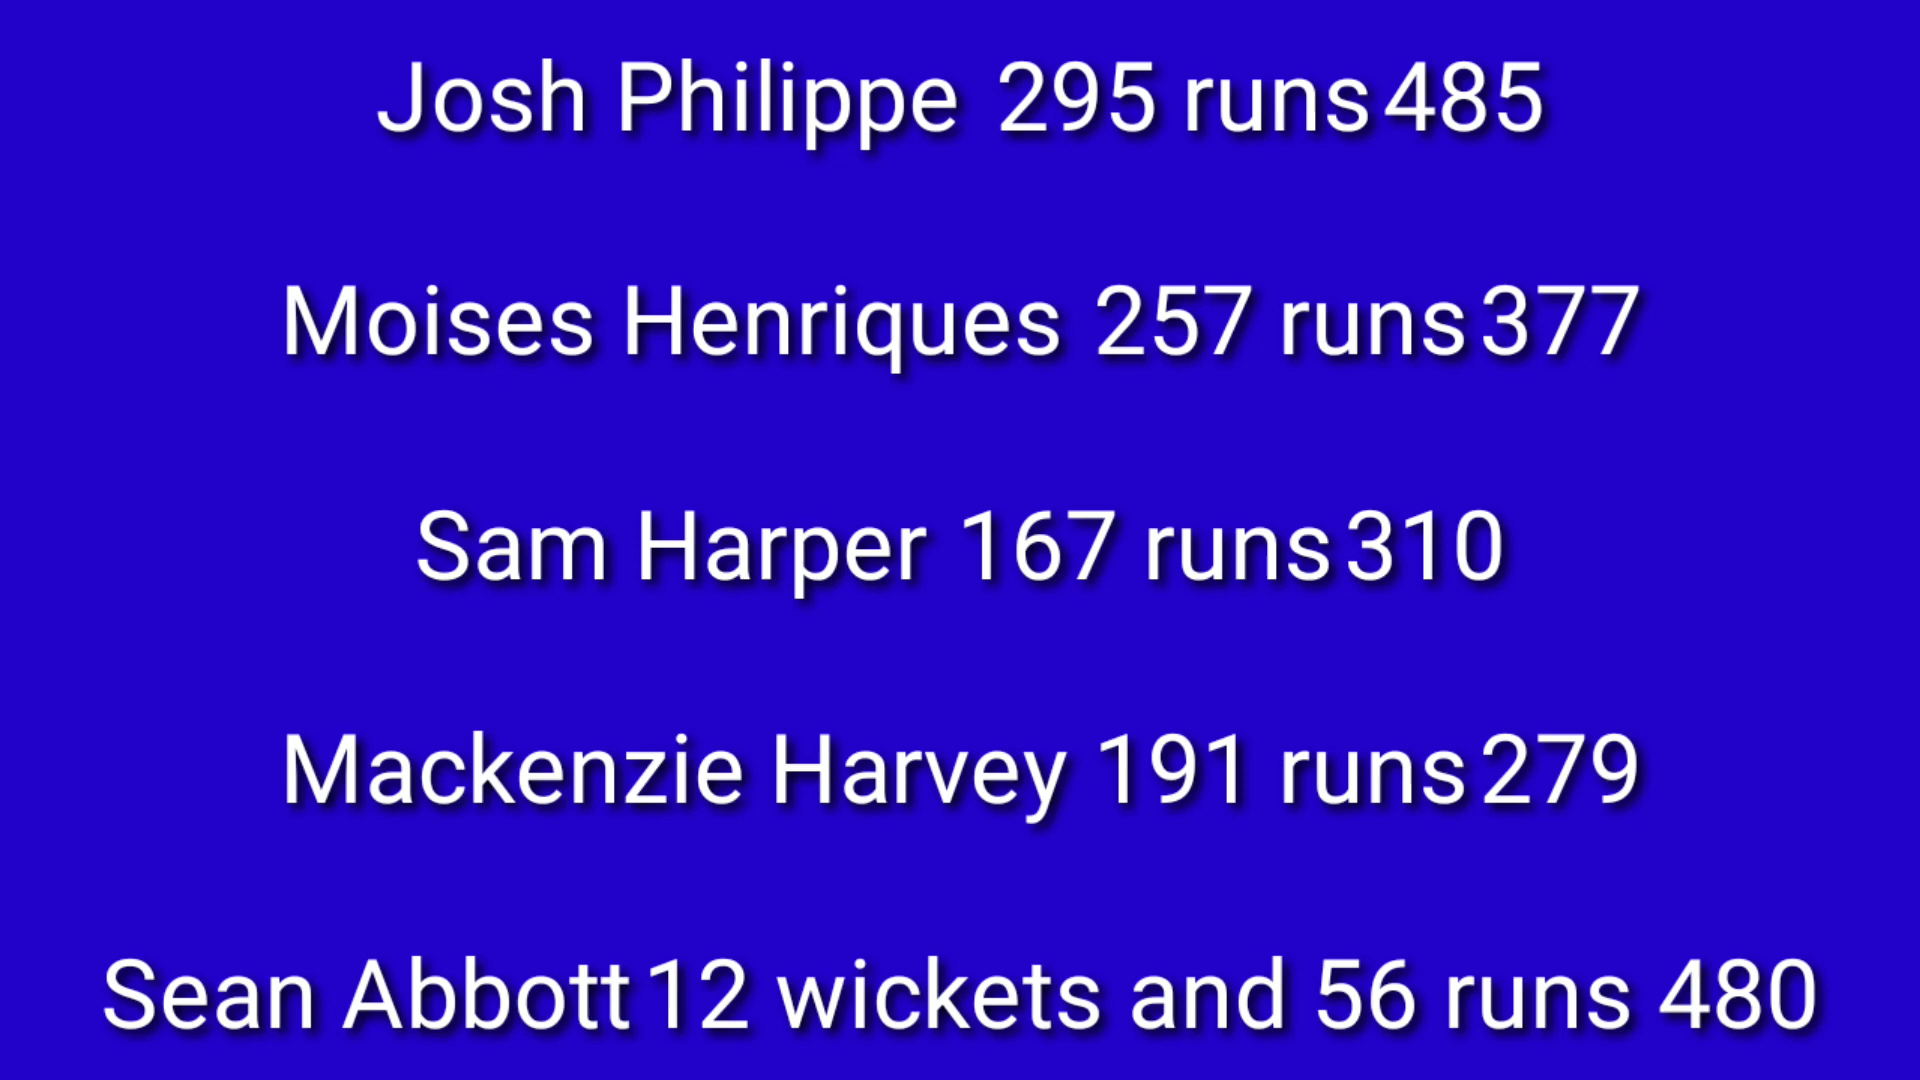 Josh Philippe 295 runs 485
Moises Henriques 257 runs 377
Sam Harper 167 runs 310
Mackenzie Harvey 191 runs 279
Sean Abbott 12 wickets and 56 runs 480